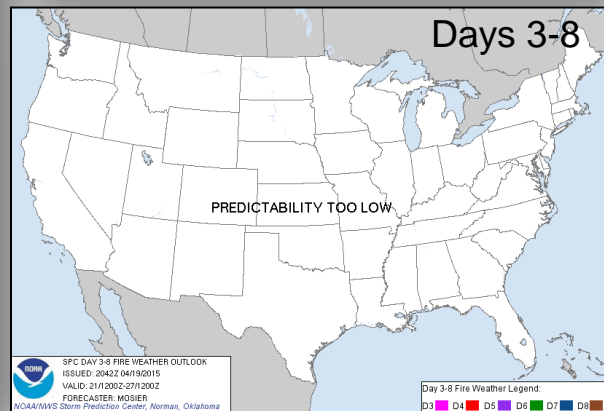 Days 3-8
PREDICTABILITY TOO LOW
NOAA
SPC DAY 3-8 FIRE WEATHER OUTLOOK
ISSUED: 2042Z 04/19/2015
VALID: 21/1200Z-27/1200Z
FORECASTER: MOSIER
NOAA/NWS Storm Prediction Center, Norman, Oklahoma
Day 3-8 Fire Weather Legend:
D3 D4 D5 D6 D7 D8